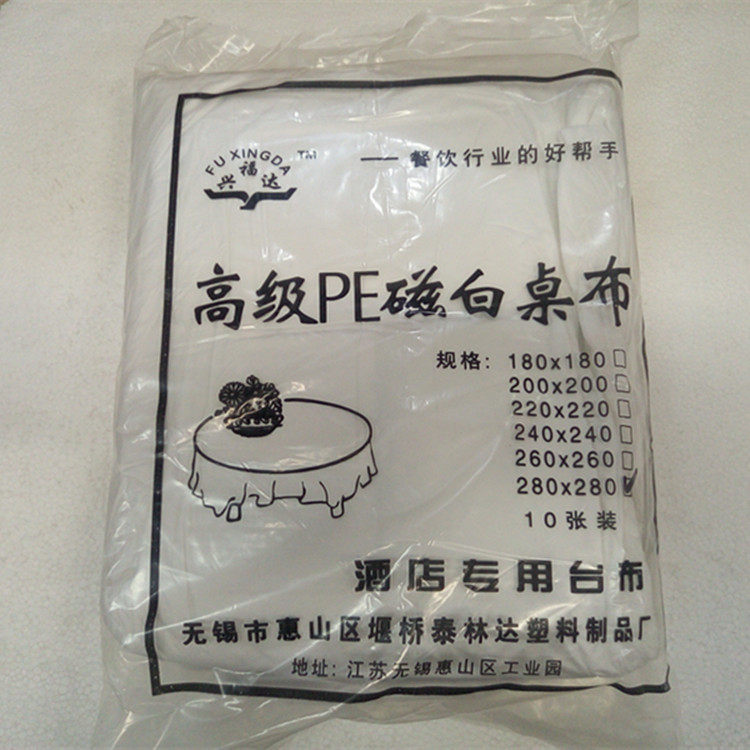 FU XINGDA TM
兴福达
——餐饮行业的好帮手
高级PE磁白桌布
规格：180x180□
200x200□
220x220□
240x240□
260x260□
280x280☑
10张装
酒店专用台布
无锡市惠山区堰桥泰林达塑料制品厂
地址：江苏无锡惠山区工业园